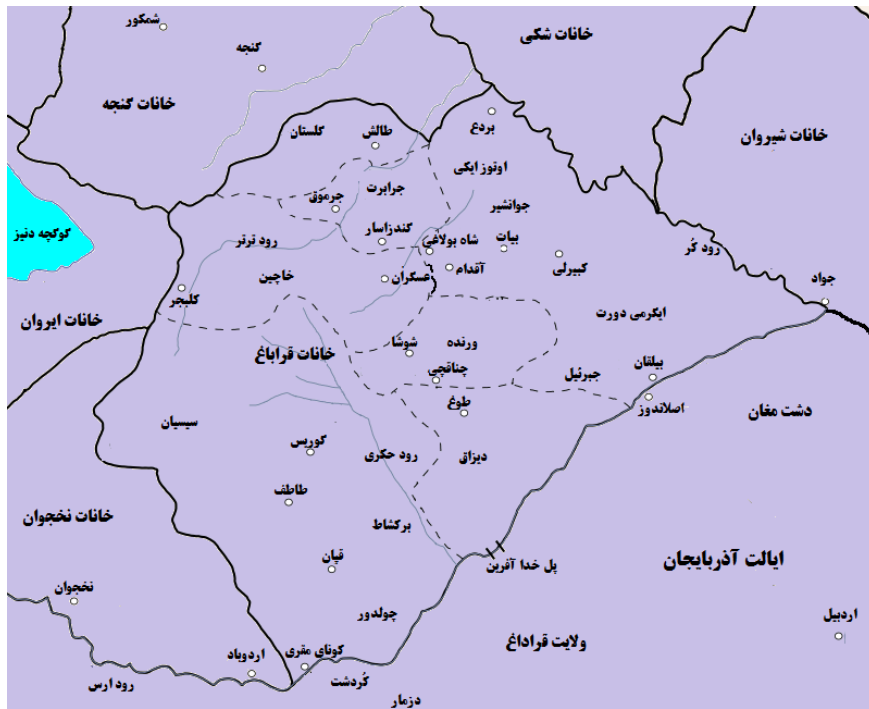 شمکور
گنجه
خانات گنجه
خانات شکی
خانات شیروان
گلستان
طالش
بردع
اوتوز ایکی
جرابرت
جرموق
جوانشیر
گندزاسار
شاه بولاغی
بیات
کبیرلی
رود کُر
گوگچه دنیز
رود ترتر
خاچین
عسگران
آقدام
جواد
کلبجر
خانات ایروان
ایگرمی دورت
خانات قراباغ
شوشا
ورنده
چناقچی
جبرئیل
بیلقان
اصلاندوز
دشت مغان
طوغ
سیسیان
گوریس
رود حکری
دیزاق
طاطف
خانات نخجوان
برکشاط
قپان
پل خدا آفرین
ایالت آذربایجان
نخجوان
چولدور
اردبیل
ولایت قراداغ
اردوباد
کونای مقری
کُردشت
رود ارس
دزمار